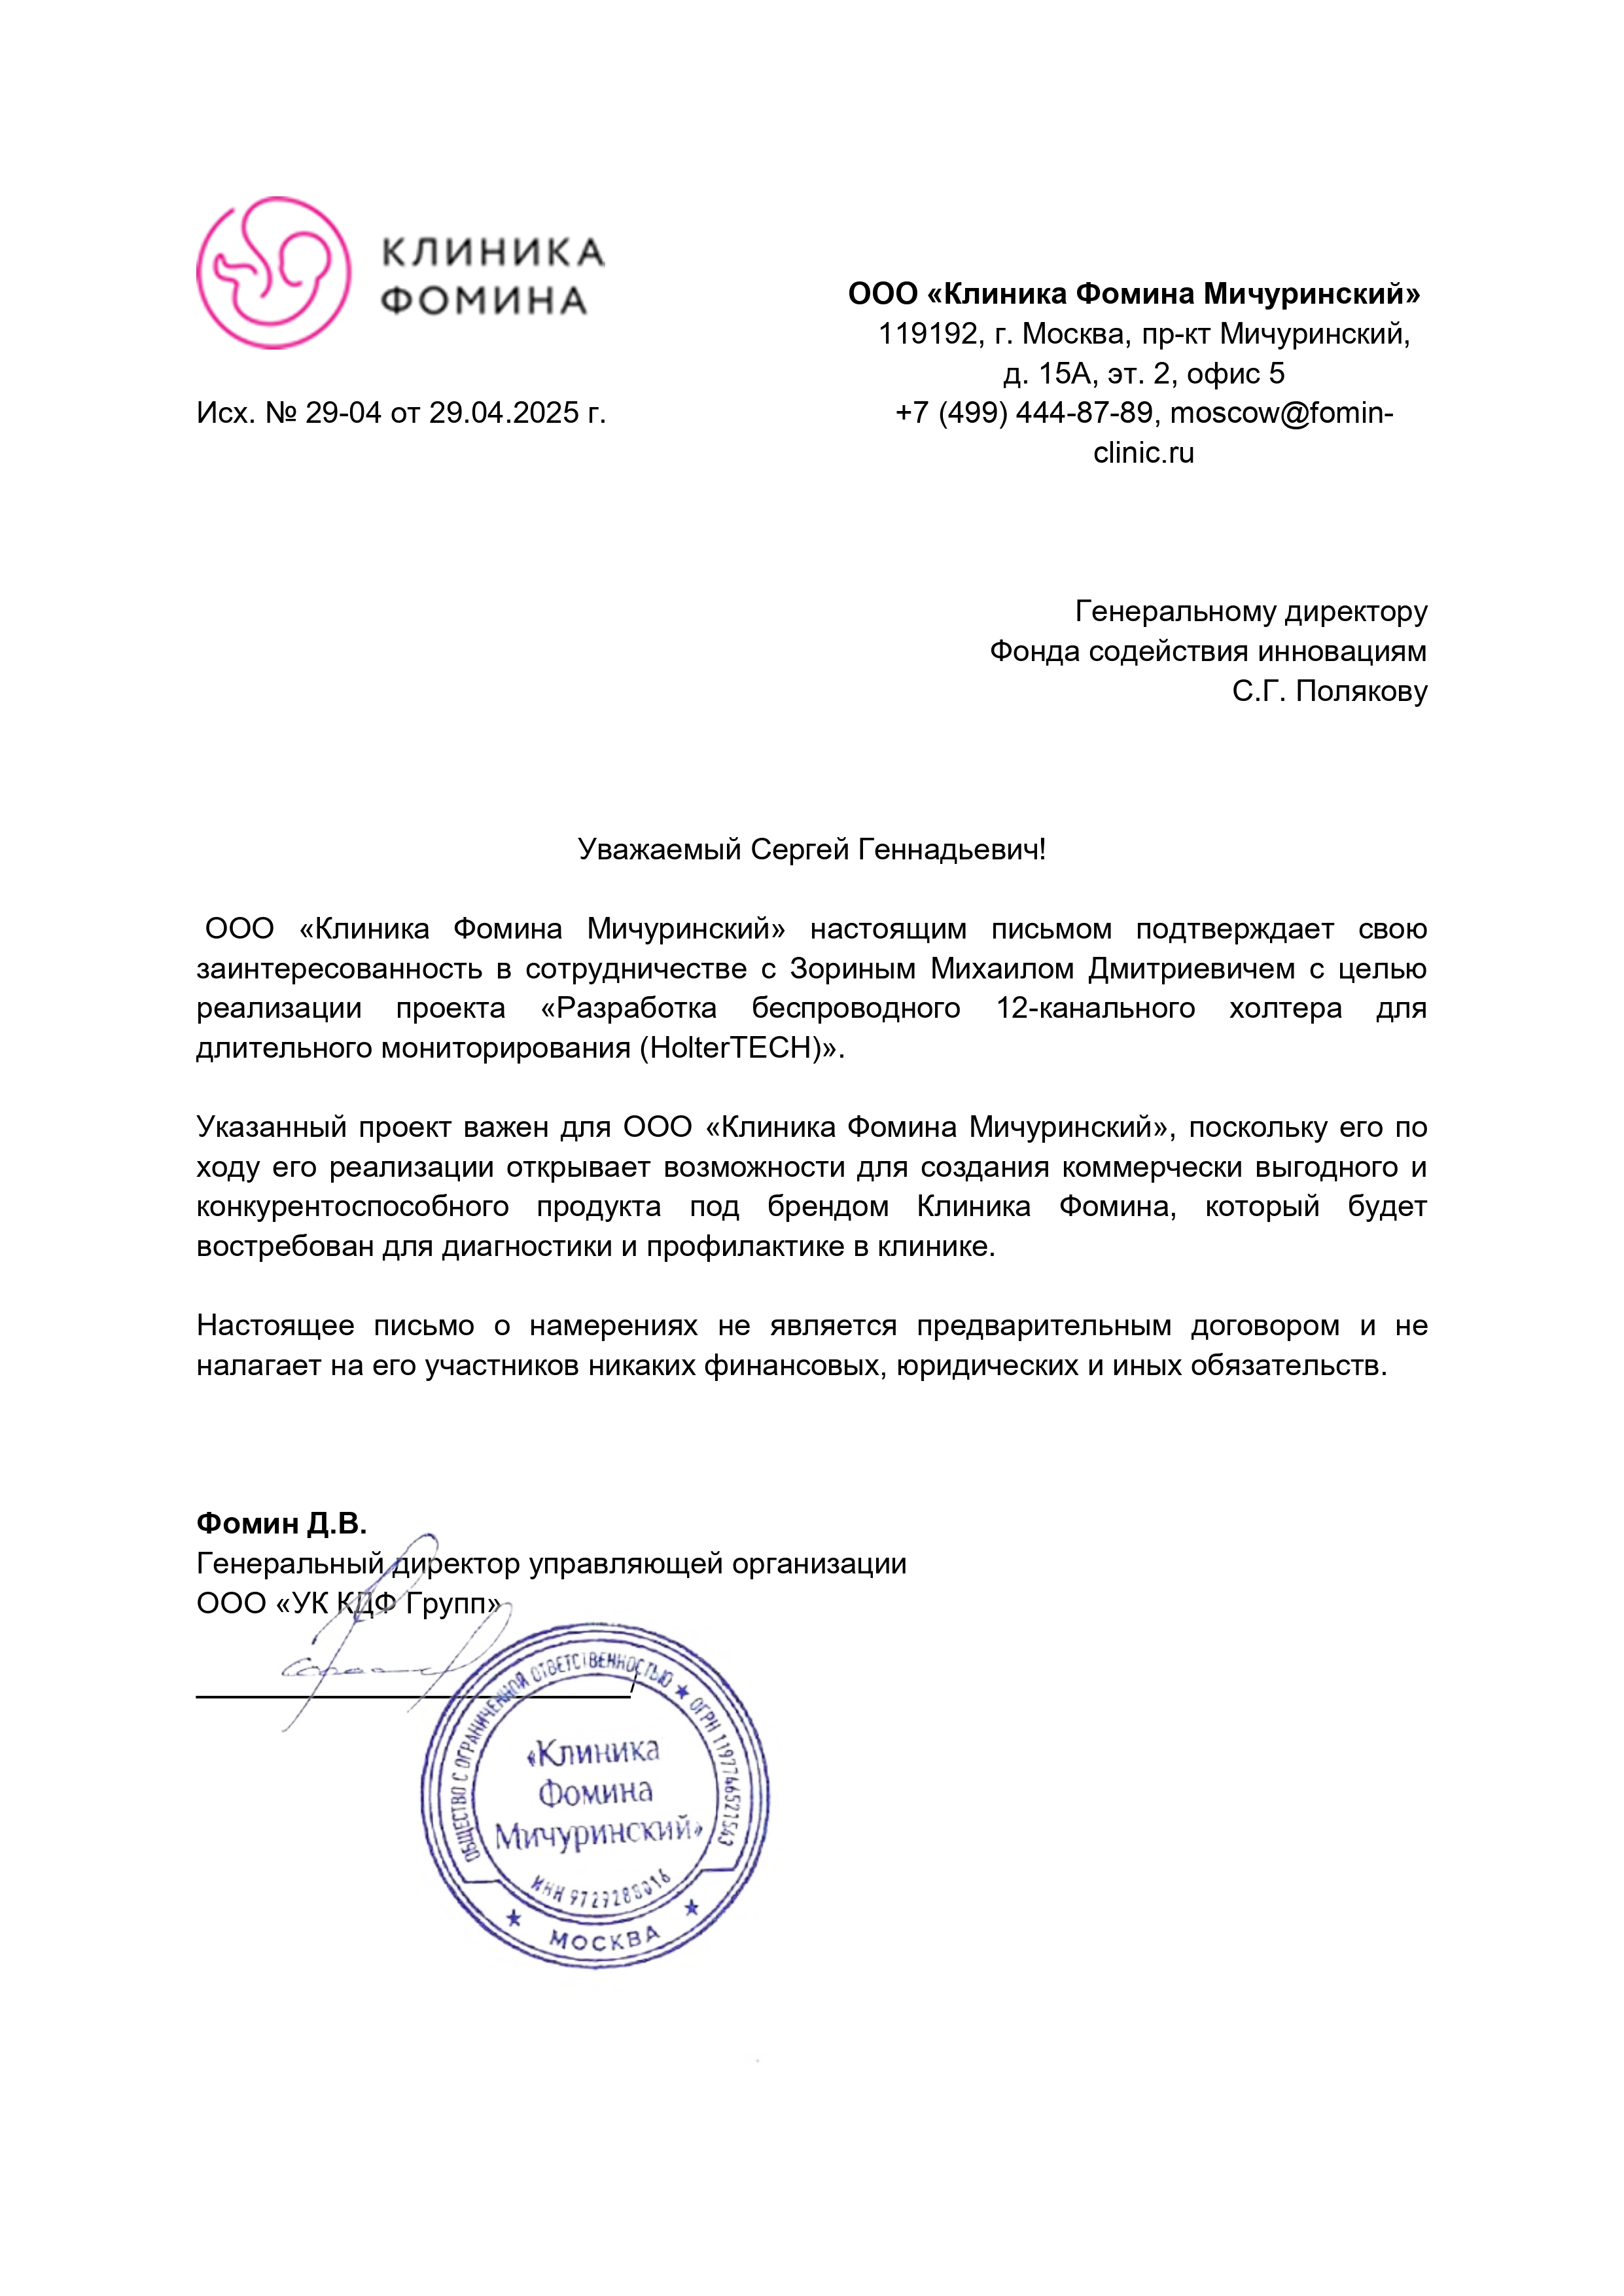 КЛИНИКА
ФОМИНА
ООО «Клиника Фомина Мичуринский»
119192, г. Москва, пр-кт Мичуринский,
д. 15А, эт. 2, офис 5
Исх. № 29-04 от 29.04.2025 г.
+7 (499) 444-87-89, moscow@fomin-
clinic.ru
Генеральному директору
Фонда содействия инновациям
С.Г. Полякову
Уважаемый Сергей Геннадьевич!
ООО «Клиника Фомина Мичуринский» настоящим письмом подтверждает свою
заинтересованность в сотрудничестве с Зориным Михаилом Дмитриевичем с целью
реализации проекта «Разработка беспроводного 12-канального холтера для
длительного мониторирования (HolterTECH)».
Указанный проект важен для ООО «Клиника Фомина Мичуринский», поскольку его по
ходу его реализации открывает возможности для создания коммерчески выгодного и
конкурентоспособного продукта под брендом Клиника Фомина, который будет
востребован для диагностики и профилактике в клинике.
Настоящее письмо о намерениях не является предварительным договором и не
налагает на его участников никаких финансовых, юридических и иных обязательств.
Фомин Д.В.
Генеральный директор управляющей организации
ООО «УК КДФ Групп»
/
ОБЩЕСТВО С ОГРАНИЧЕННОЙ ОТВЕТСТВЕННОСТЬЮ ★ ОГРН 1197746521543
«Клиника
Фомина
Мичуринский»
ИНН 9729288016
★ МОСКВА ★